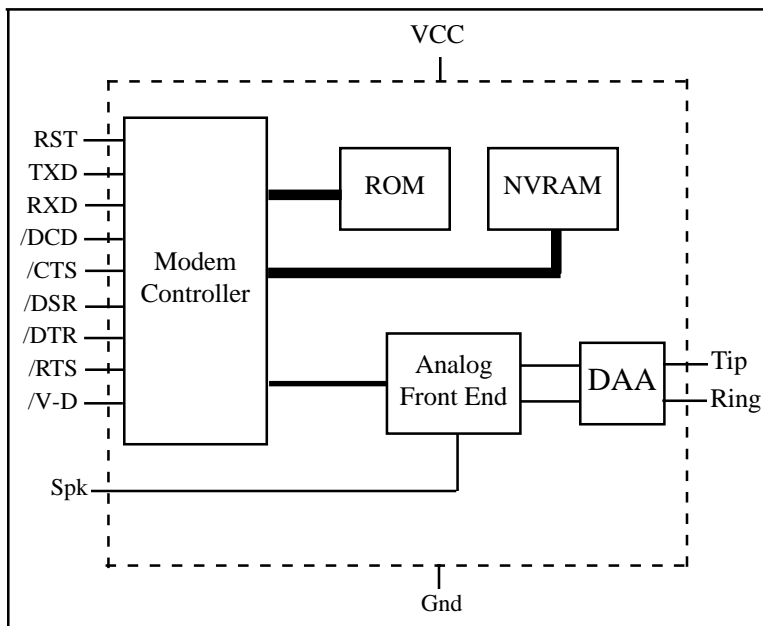 VCC
RST
TXD
RXD
/DCD
/CTS
/DSR
/DTR
/RTS
/V-D
Modem
Controller
ROM
NVRAM
Analog
Front End
DAA
Tip
Ring
Spk
Gnd